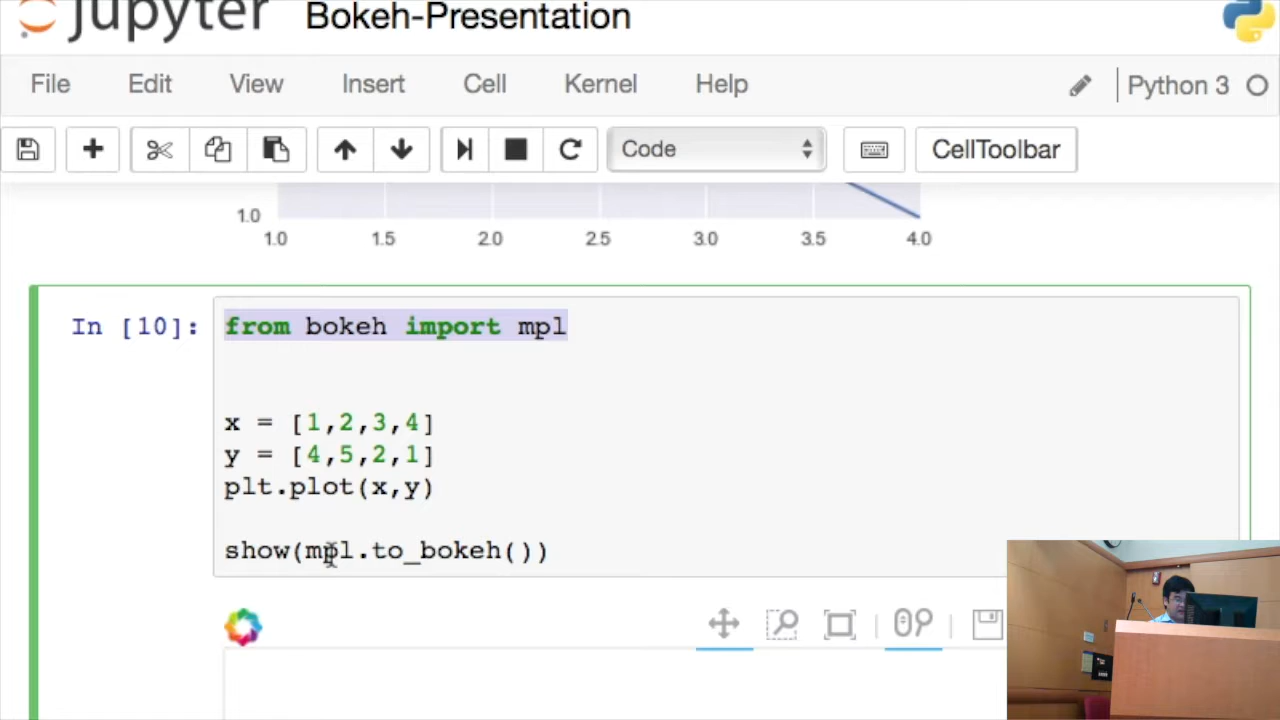 jupyter Bokeh-Presentation
File Edit View Insert Cell Kernel Help Python 3
Code CellToolbar
1.0
1.0 1.5 2.0 2.5 3.0 3.5 4.0
In [10]: from bokeh import mpl
x = [1,2,3,4]
y = [4,5,2,1]
plt.plot(x,y)
show(mpl.to_bokeh())